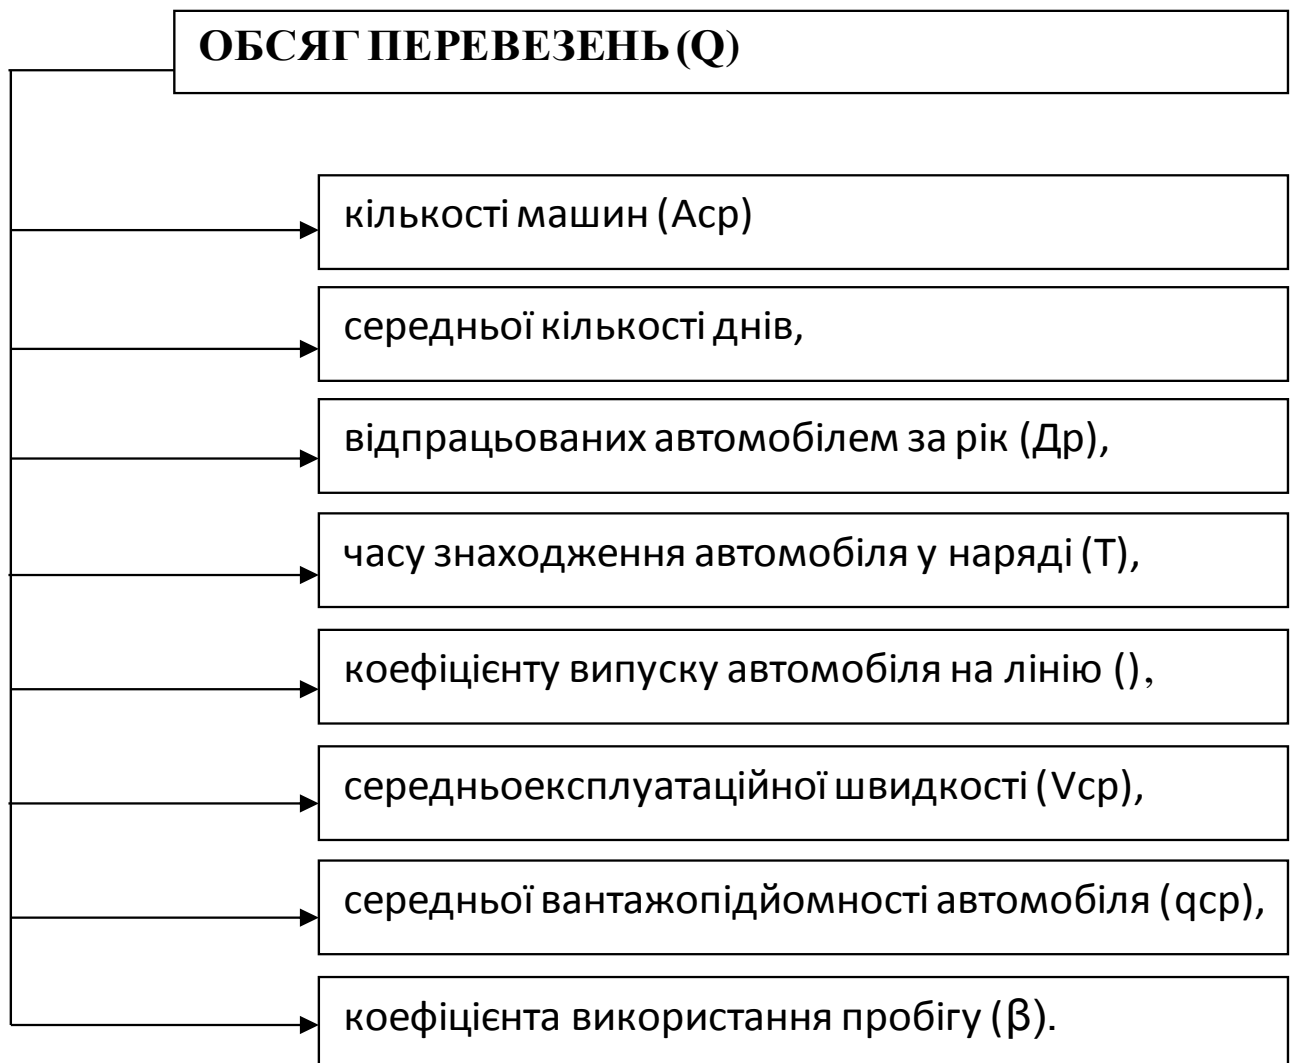 ОБСЯГ ПЕРЕВЕЗЕНЬ (Q)
кількості машин (Аср)
середньої кількості днів,
відпрацьованих автомобілем за рік (Др),
часу знаходження автомобіля у наряді (Т),
коефіцієнту випуску автомобіля на лінію (),
середньоексплуатаційної швидкості (Vср),
середньої вантажопідйомності автомобіля (qср),
коефіцієнта використання пробігу (β).